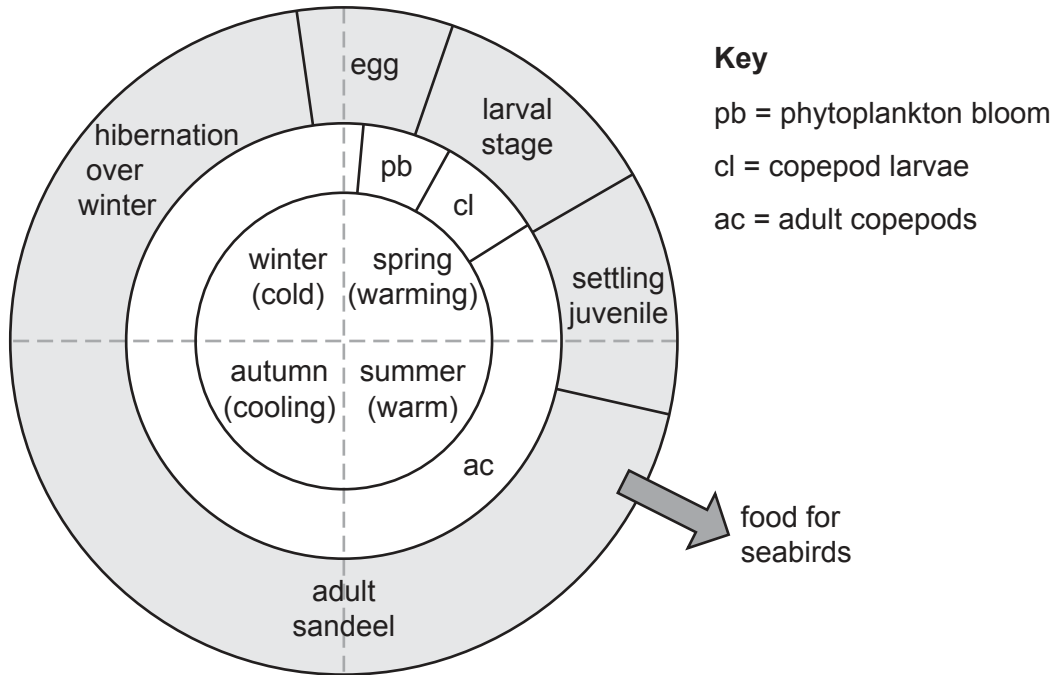 egg
larval
stage
settling
juvenile
adult
sandeel
hibernation
over
winter
pb
cl
ac
winter
(cold)
spring
(warming)
autumn
(cooling)
summer
(warm)
food for
seabirds
Key
pb = phytoplankton bloom
cl = copepod larvae
ac = adult copepods